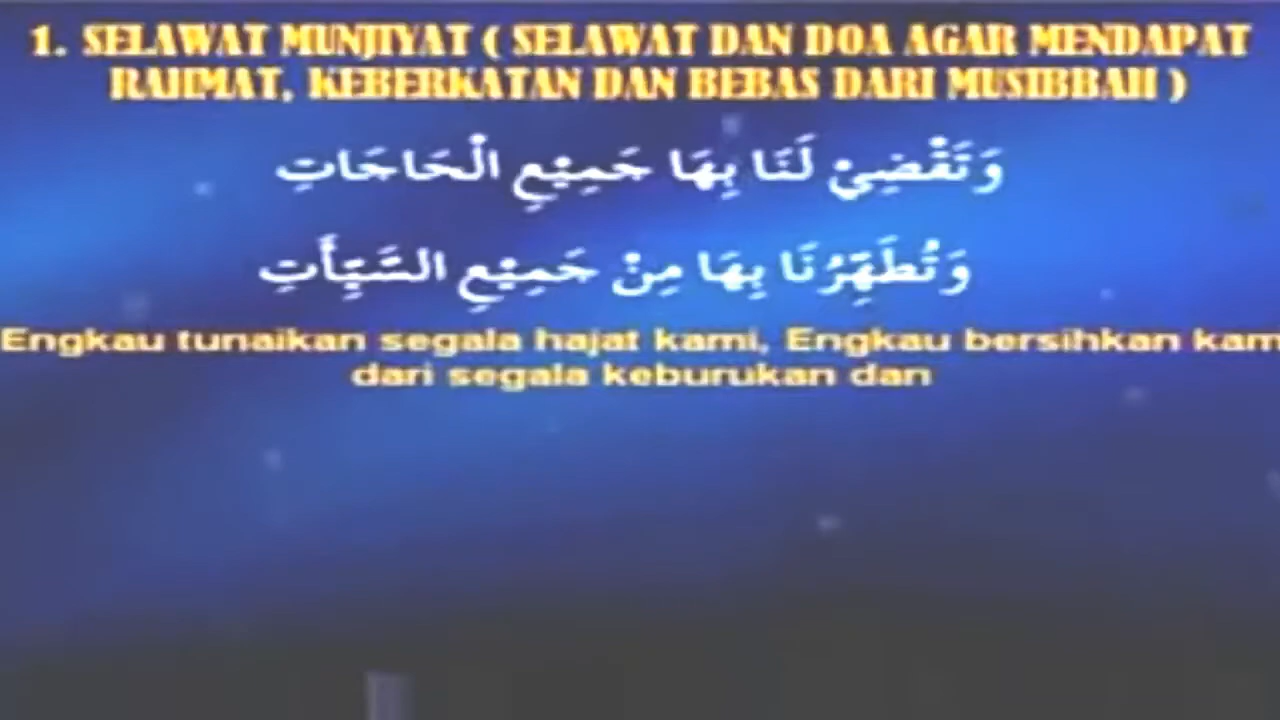 1. SELAWAT MUNJIYAT ( SELAWAT DAN DOA AGAR MENDAPAT
RAHMAT, KEBERKATAN DAN BEBAS DARI MUSIBBAH )
وَتَقْضِيْ لَنَا بِهَا جَمِيْعِ الْحَاجَاتِ
وَتُطَهِّرُنَا بِهَا مِنْ جَمِيْعِ السَّيِّأَتِ
Engkau tunaikan segala hajat kami, Engkau bersihkan kam
dari segala keburukan dan